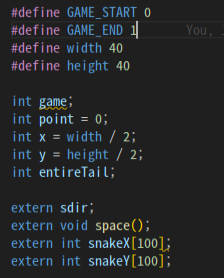 #define GAME_START 0
#define GAME_END 1 You,
#define width 40
#define height 40
int game;
int point = 0;
int x = width / 2;
int y = height / 2;
int entireTail;
extern sdir;
extern void space();
extern int snakeX[100];
extern int snakeY[100];